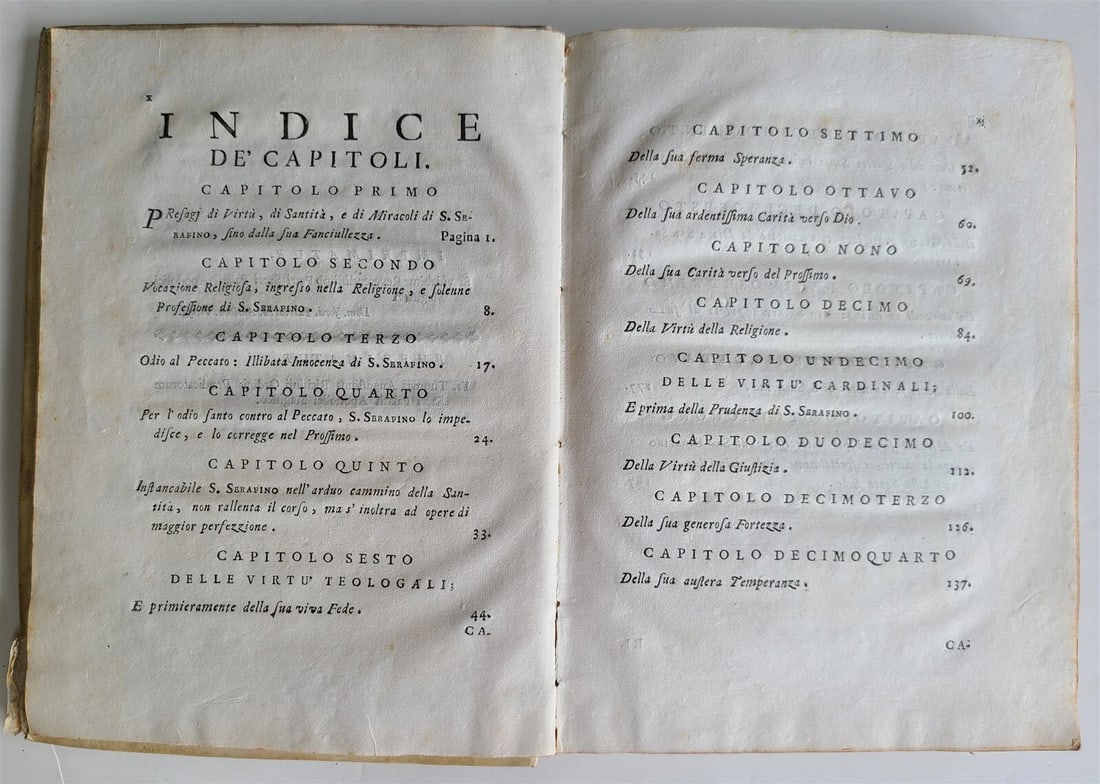 x
INDICE
DE' CAPITOLI.
CAPITOLO PRIMO
PResagj di Virtù, di Santità, e di Miracoli di S. SE-
RAFINO, ſino dalla ſua Fanciullezza. Pagina 1.
CAPITOLO SECONDO
Vocazione Religioſa, ingreſſo nella Religione, e ſolenne
Profeſſione di S. SERAFINO. 8.
CAPITOLO TERZO
Odio al Peccato: Illibata Innocenza di S. SERAFINO. 17.
CAPITOLO QUARTO
Per l'odio ſanto contro al Peccato, S. SERAFINO lo impe-
diſce, e lo corregge nel Proſſimo. 24.
CAPITOLO QUINTO
Inſtancabile S. SERAFINO nell'arduo cammino della San-
tità, non rallenta il corſo, ma s'inoltra ad opere di
maggior perfezzione. 33.
CAPITOLO SESTO
DELLE VIRTU' TEOLOGALI;
E primieramente della ſua viva Fede. 44.
CA-
xj
CAPITOLO SETTIMO
Della ſua ferma Speranza. 52.
CAPITOLO OTTAVO
Della ſua ardentiſſima Carità verſo Dio. 60.
CAPITOLO NONO
Della ſua Carità verſo del Proſſimo. 69.
CAPITOLO DECIMO
Della Virtù della Religione. 84.
CAPITOLO UNDECIMO
DELLE VIRTU' CARDINALI;
E prima della Prudenza di S. SERAFINO. 100.
CAPITOLO DUODECIMO
Della Virtù della Giuſtizia. 112.
CAPITOLO DECIMOTERZO
Della ſua generoſa Fortezza. 126.
CAPITOLO DECIMOQUARTO
Della ſua auſtera Temperanza. 137.
CA-